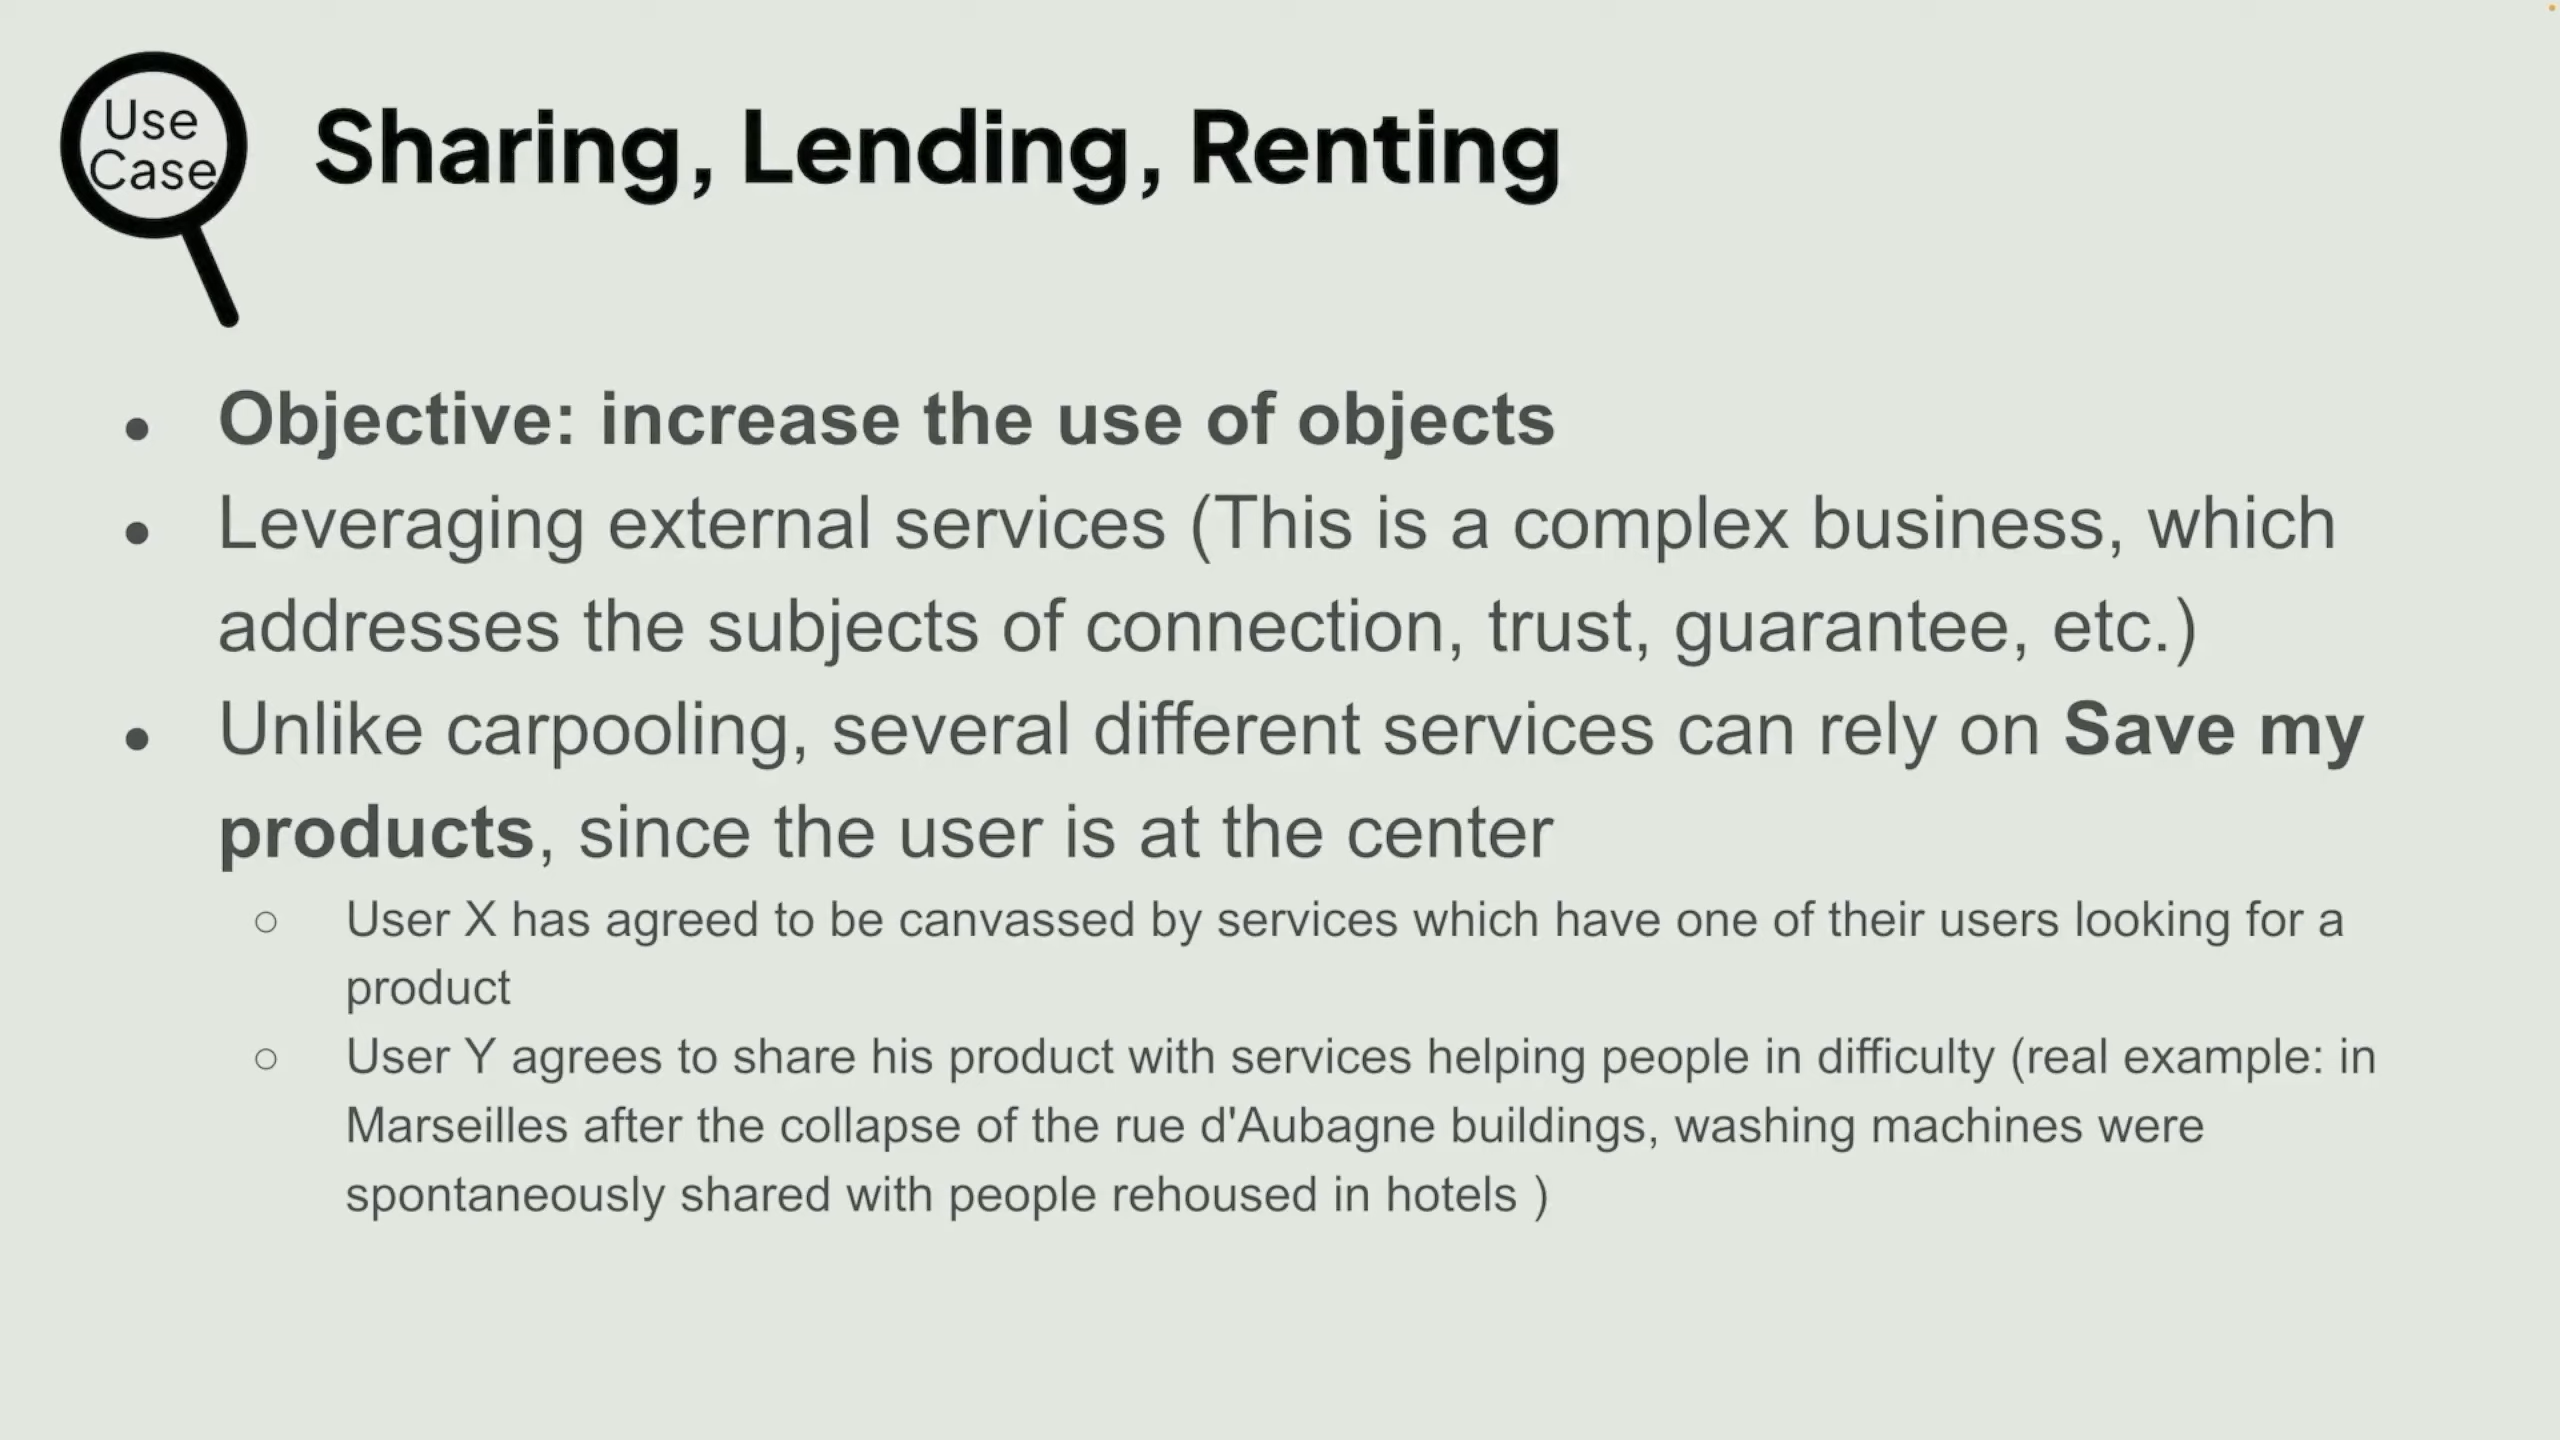 Use
Case
Sharing, Lending, Renting
● Objective: increase the use of objects
● Leveraging external services (This is a complex business, which
addresses the subjects of connection, trust, guarantee, etc.)
● Unlike carpooling, several different services can rely on Save my
products, since the user is at the center
○ User X has agreed to be canvassed by services which have one of their users looking for a
product
○ User Y agrees to share his product with services helping people in difficulty (real example: in
Marseilles after the collapse of the rue d'Aubagne buildings, washing machines were
spontaneously shared with people rehoused in hotels )